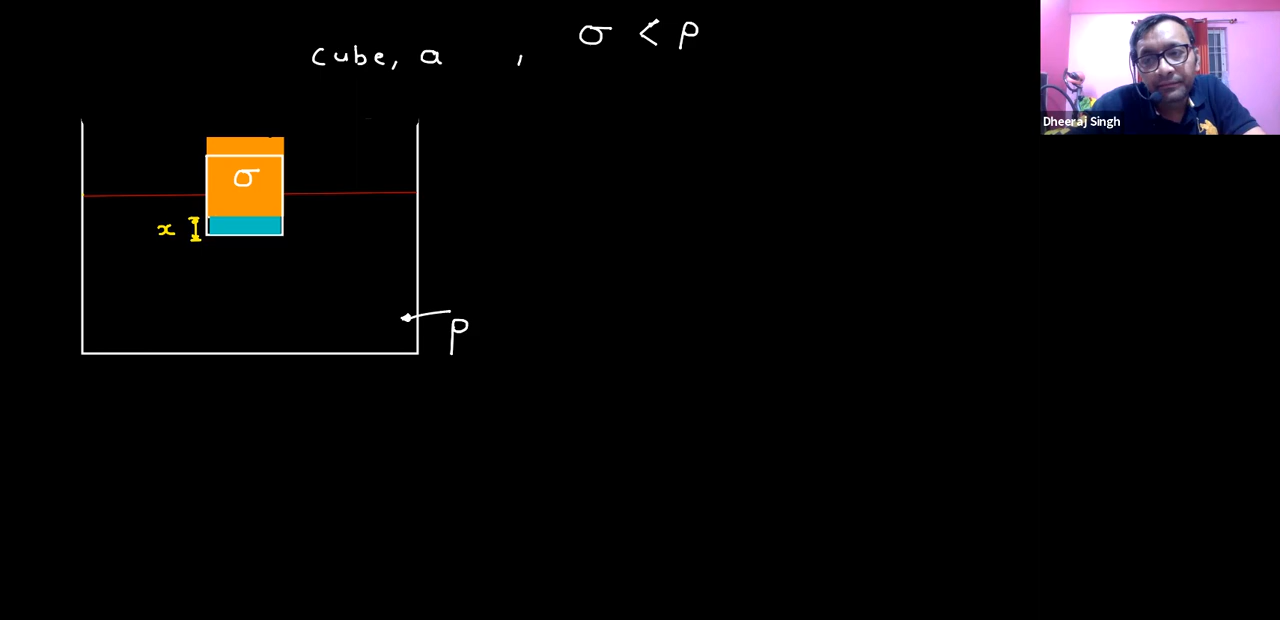 σ < ρ
cube, a ,
σ
x
ρ
Dheeraj Singh